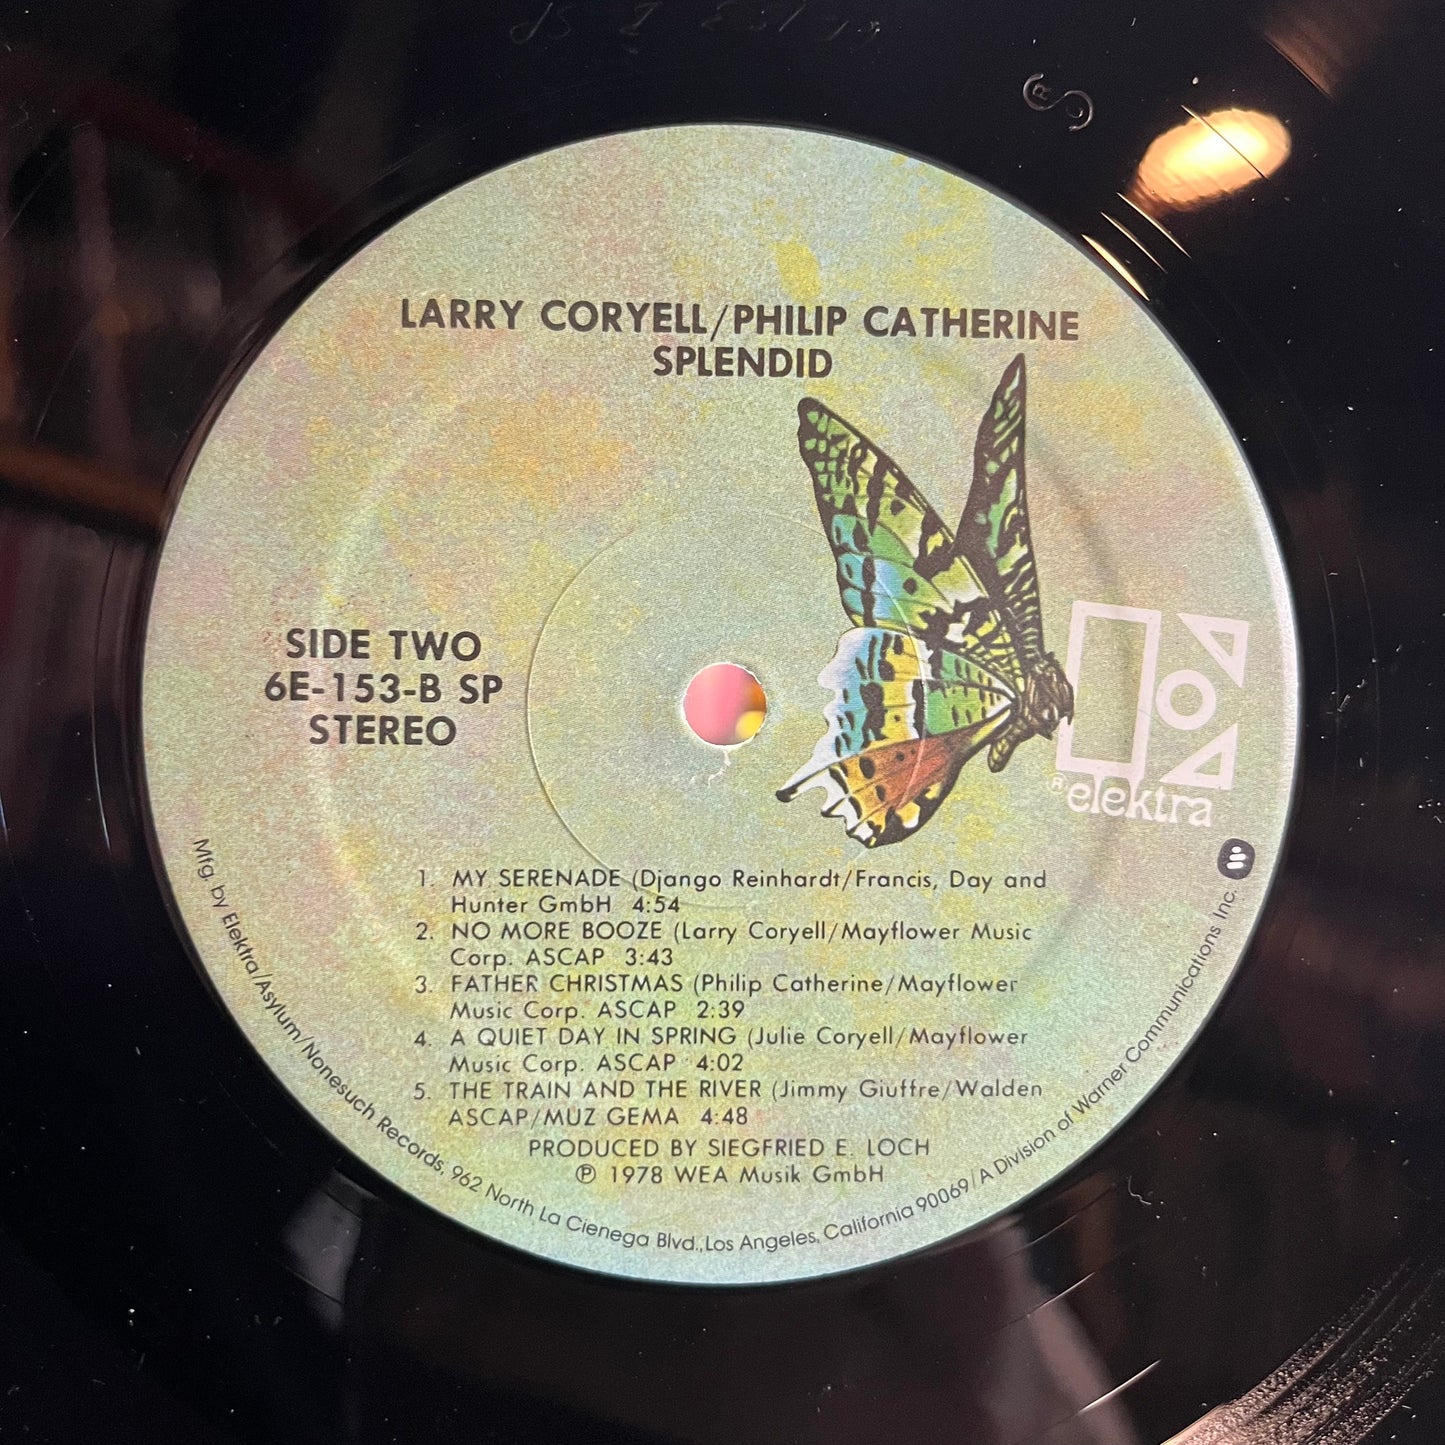 LARRY CORYELL/PHILIP CATHERINE
SPLENDID
SIDE TWO
6E-153-B SP
STEREO
® elektra
1. MY SERENADE (Django Reinhardt/Francis, Day and
Hunter GmbH 4:54
2. NO MORE BOOZE (Larry Coryell/Mayflower Music
Corp. ASCAP 3:43
3. FATHER CHRISTMAS (Philip Catherine/Mayflower
Music Corp. ASCAP 2:39
4. A QUIET DAY IN SPRING (Julie Coryell/Mayflower
Music Corp. ASCAP 4:02
5. THE TRAIN AND THE RIVER (Jimmy Giuffre/Walden
ASCAP/MUZ GEMA 4:48
PRODUCED BY SIEGFRIED E. LOCH
℗ 1978 WEA Musik GmbH
Mfg. by Elektra/Asylum/Nonesuch Records, 962 North La Cienega Blvd., Los Angeles, California 90069/A Division of Warner Communications Inc.